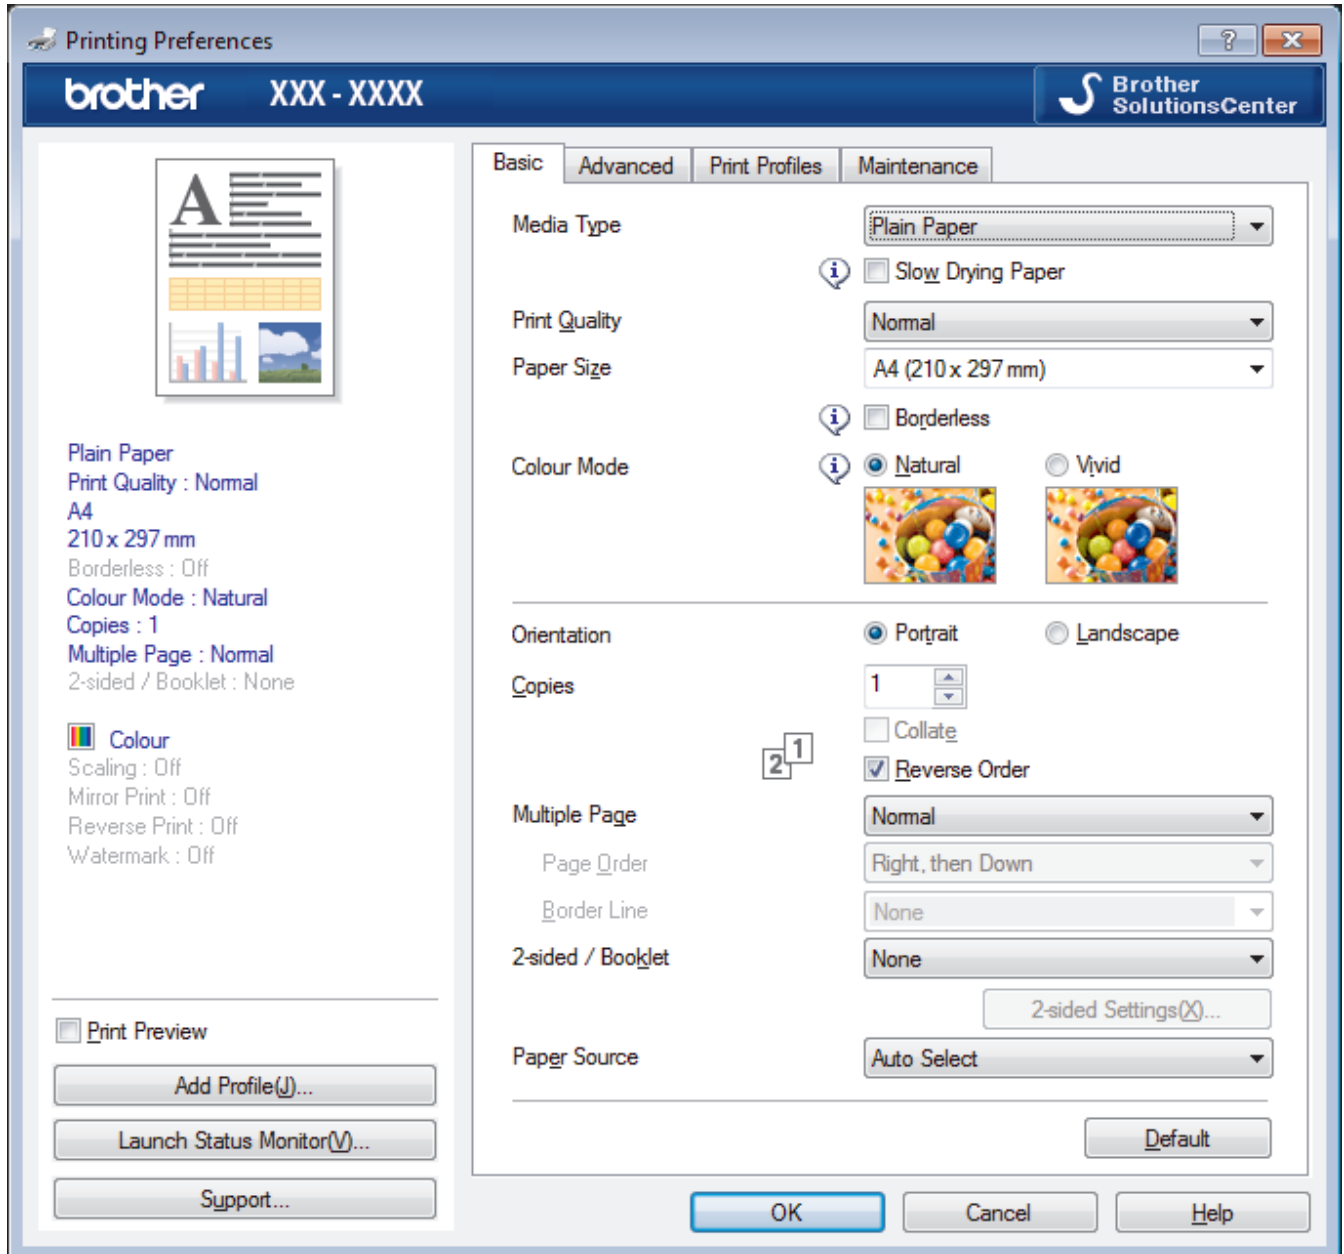 Printing Preferences
brother XXX - XXXX
Brother
SolutionsCenter
A
Plain Paper
Print Quality : Normal
A4
210 x 297 mm
Borderless : Off
Colour Mode : Natural
Copies : 1
Multiple Page : Normal
2-sided / Booklet : None
Colour
Scaling : Off
Mirror Print : Off
Reverse Print : Off
Watermark : Off
Print Preview
Add Profile(J)...
Launch Status Monitor(V)...
Support...
Basic Advanced Print Profiles Maintenance
Media Type Plain Paper
Slow Drying Paper
Print Quality Normal
Paper Size A4 (210 x 297 mm)
Borderless
Colour Mode Natural Vivid
Orientation Portrait Landscape
Copies 1
Collate
2 1 Reverse Order
Multiple Page Normal
Page Order Right, then Down
Border Line None
2-sided / Booklet None
2-sided Settings(X)...
Paper Source Auto Select
Default
OK Cancel Help